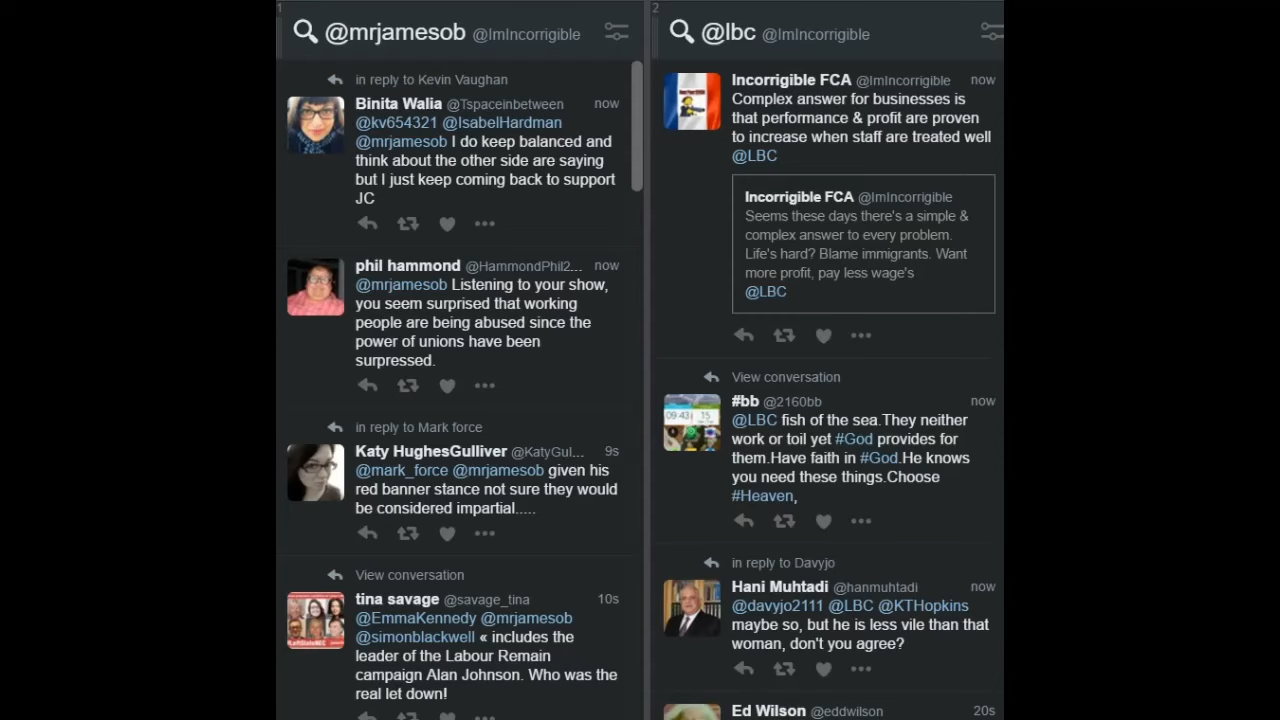 1
@mrjamesob @ImIncorrigible
in reply to Kevin Vaughan
Binita Walia @Tspaceinbetween now
@kv654321 @IsabelHardman
@mrjamesob I do keep balanced and
think about the other side are saying
but I just keep coming back to support
JC
phil hammond @HammondPhil2... now
@mrjamesob Listening to your show,
you seem surprised that working
people are being abused since the
power of unions have been
surpressed.
in reply to Mark force
Katy HughesGulliver @KatyGul... 9s
@mark_force @mrjamesob given his
red banner stance not sure they would
be considered impartial.....
View conversation
tina savage @savage_tina 10s
@EmmaKennedy @mrjamesob
@simonblackwell « includes the
leader of the Labour Remain
campaign Alan Johnson. Who was the
real let down!
2
@lbc @ImIncorrigible
Incorrigible FCA @ImIncorrigible now
Complex answer for businesses is
that performance & profit are proven
to increase when staff are treated well
@LBC
Incorrigible FCA @ImIncorrigible
Seems these days there's a simple &
complex answer to every problem.
Life's hard? Blame immigrants. Want
more profit, pay less wage's
@LBC
View conversation
#bb @2160bb now
@LBC fish of the sea.They neither
work or toil yet #God provides for
them.Have faith in #God.He knows
you need these things.Choose
#Heaven,
09:43 15
in reply to Davyjo
Hani Muhtadi @hanmuhtadi now
@davyjo2111 @LBC @KTHopkins
maybe so, but he is less vile than that
woman, don't you agree?
Ed Wilson @eddwilson 20s